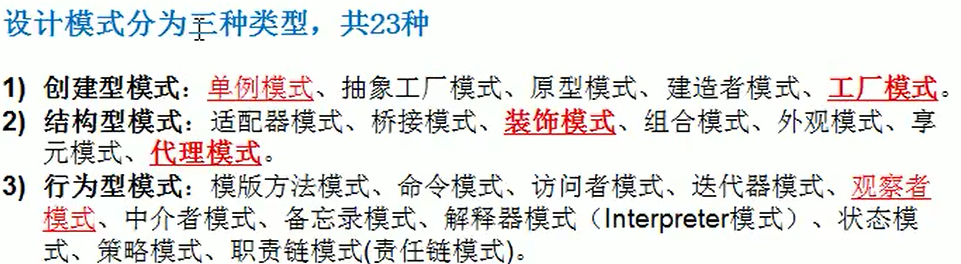 设计模式分为三种类型，共23种
1) 创建型模式：单例模式、抽象工厂模式、原型模式、建造者模式、工厂模式。
2) 结构型模式：适配器模式、桥接模式、装饰模式、组合模式、外观模式、享
元模式、代理模式。
3) 行为型模式：模版方法模式、命令模式、访问者模式、迭代器模式、观察者
模式、中介者模式、备忘录模式、解释器模式（Interpreter模式）、状态模
式、策略模式、职责链模式(责任链模式)。